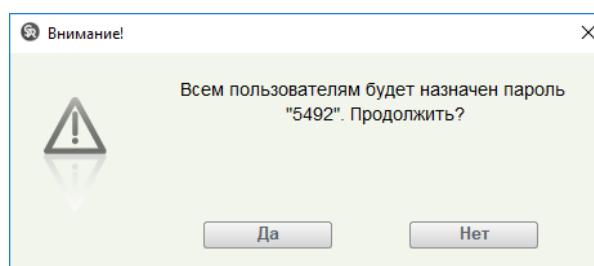 Внимание!
Всем пользователям будет назначен пароль
"5492". Продолжить?
Да Нет